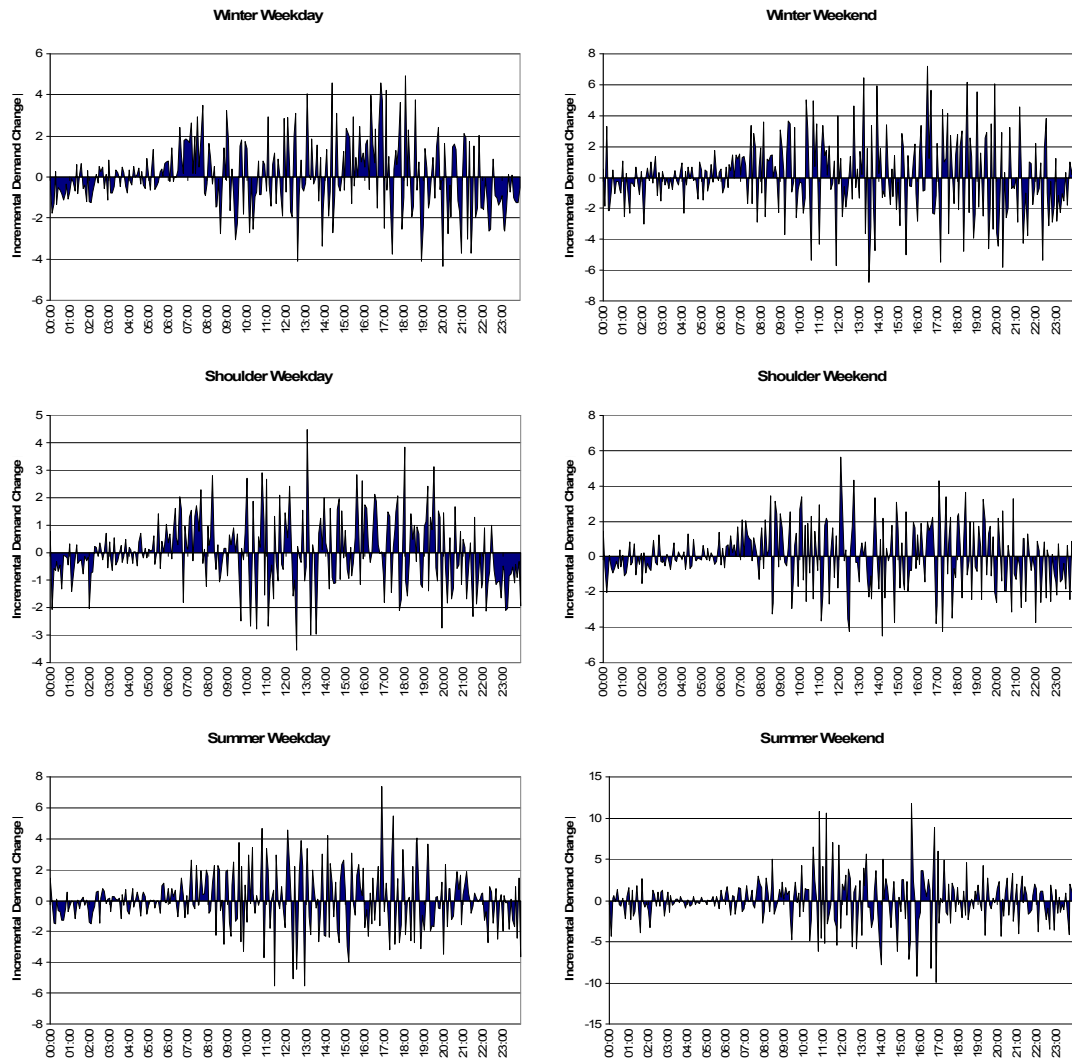 Winter Weekday
Incremental Demand Change|
6
4
2
0
-2
-4
-6
00:00 01:00 02:00 03:00 04:00 05:00 06:00 07:00 08:00 09:00 10:00 11:00 12:00 13:00 14:00 15:00 16:00 17:00 18:00 19:00 20:00 21:00 22:00 23:00
Winter Weekend
Incremental Demand Change|
8
6
4
2
0
-2
-4
-6
-8
00:00 01:00 02:00 03:00 04:00 05:00 06:00 07:00 08:00 09:00 10:00 11:00 12:00 13:00 14:00 15:00 16:00 17:00 18:00 19:00 20:00 21:00 22:00 23:00
Shoulder Weekday
Incremental Demand Change|
5
4
3
2
1
0
-1
-2
-3
-4
00:00 01:00 02:00 03:00 04:00 05:00 06:00 07:00 08:00 09:00 10:00 11:00 12:00 13:00 14:00 15:00 16:00 17:00 18:00 19:00 20:00 21:00 22:00 23:00
Shoulder Weekend
Incremental Demand Change|
8
6
4
2
0
-2
-4
-6
00:00 01:00 02:00 03:00 04:00 05:00 06:00 07:00 08:00 09:00 10:00 11:00 12:00 13:00 14:00 15:00 16:00 17:00 18:00 19:00 20:00 21:00 22:00 23:00
Summer Weekday
Incremental Demand Change|
8
6
4
2
0
-2
-4
-6
-8
00:00 01:00 02:00 03:00 04:00 05:00 06:00 07:00 08:00 09:00 10:00 11:00 12:00 13:00 14:00 15:00 16:00 17:00 18:00 19:00 20:00 21:00 22:00 23:00
Summer Weekend
Incremental Demand Change|
15
10
5
0
-5
-10
-15
00:00 01:00 02:00 03:00 04:00 05:00 06:00 07:00 08:00 09:00 10:00 11:00 12:00 13:00 14:00 15:00 16:00 17:00 18:00 19:00 20:00 21:00 22:00 23:00